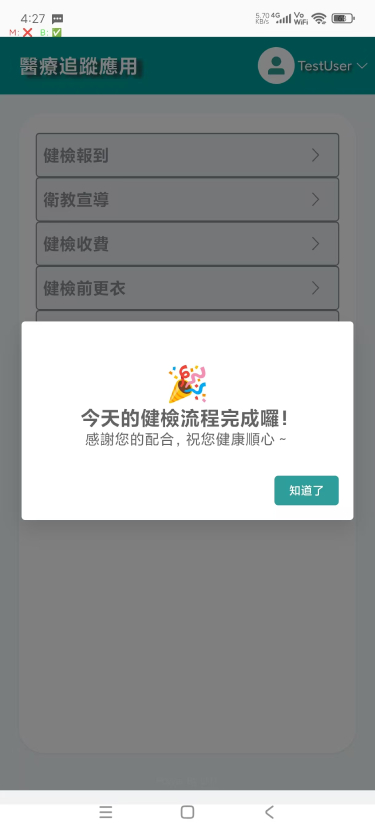 4:27
5.70 KB/s 4G Vo WiFi
M: ❌ B: ✅
醫療追蹤應用
TestUser
健檢報到
衛教宣導
健檢收費
健檢前更衣
🎉
今天的健檢流程完成囉!
感謝您的配合, 祝您健康順心 ~
知道了